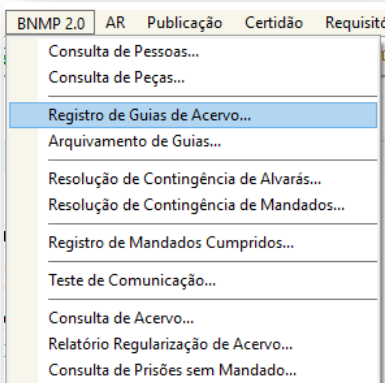 BNMP 2.0 AR Publicação Certidão Requisitó
Consulta de Pessoas...
Consulta de Peças...
Registro de Guias de Acervo...
Arquivamento de Guias...
Resolução de Contingência de Alvarás...
Resolução de Contingência de Mandados...
Registro de Mandados Cumpridos...
Teste de Comunicação...
Consulta de Acervo...
Relatório Regularização de Acervo...
Consulta de Prisões sem Mandado...